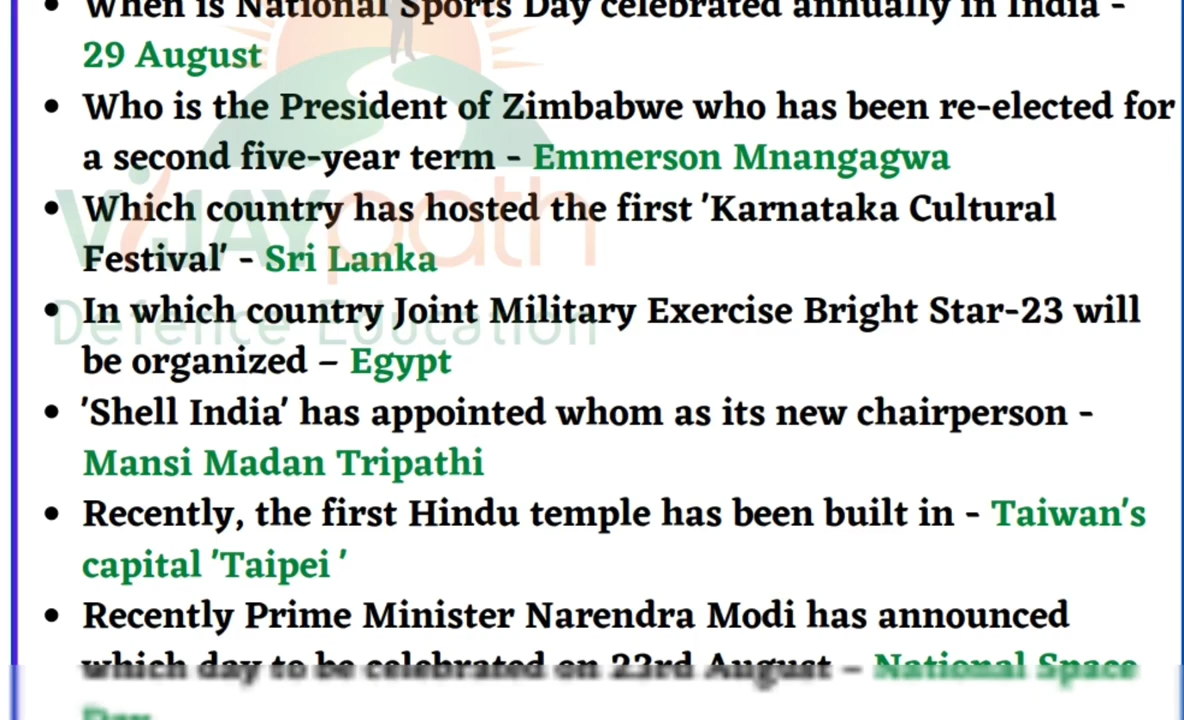 • When is National Sports Day celebrated annually in India -
29 August
• Who is the President of Zimbabwe who has been re-elected for
a second five-year term - Emmerson Mnangagwa
• Which country has hosted the first 'Karnataka Cultural
Festival' - Sri Lanka
• In which country Joint Military Exercise Bright Star-23 will
be organized – Egypt
• 'Shell India' has appointed whom as its new chairperson -
Mansi Madan Tripathi
• Recently, the first Hindu temple has been built in - Taiwan's
capital 'Taipei '
• Recently Prime Minister Narendra Modi has announced
which day to be celebrated on 23rd August – National Space
Day
ViJAYpath
Defence Education